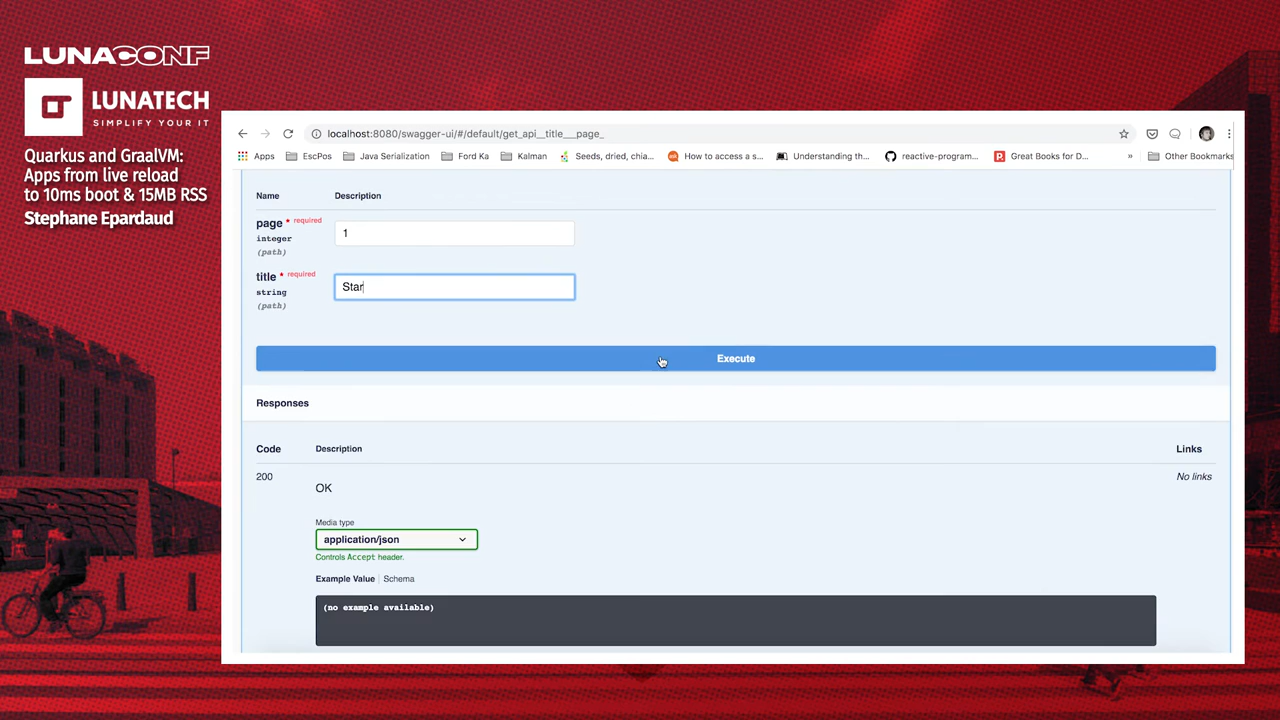 LUNACONF
LUNATECH
SIMPLIFY YOUR IT
Quarkus and GraalVM:
Apps from live reload
to 10ms boot & 15MB RSS
Stephane Epardaud
localhost:8080/swagger-ui/#/default/get_api__title___page_
Apps EscPos Java Serialization Ford Ka Kalman Seeds, dried, chia... How to access a s... Understanding th... reactive-program... Great Books for D... » Other Bookmarks
Name Description
page * required
integer
(path)
1
title * required
string
(path)
Star
Execute
Responses
Code Description Links
200 OK No links
Media type
application/json
Controls Accept header.
Example Value | Schema
(no example available)